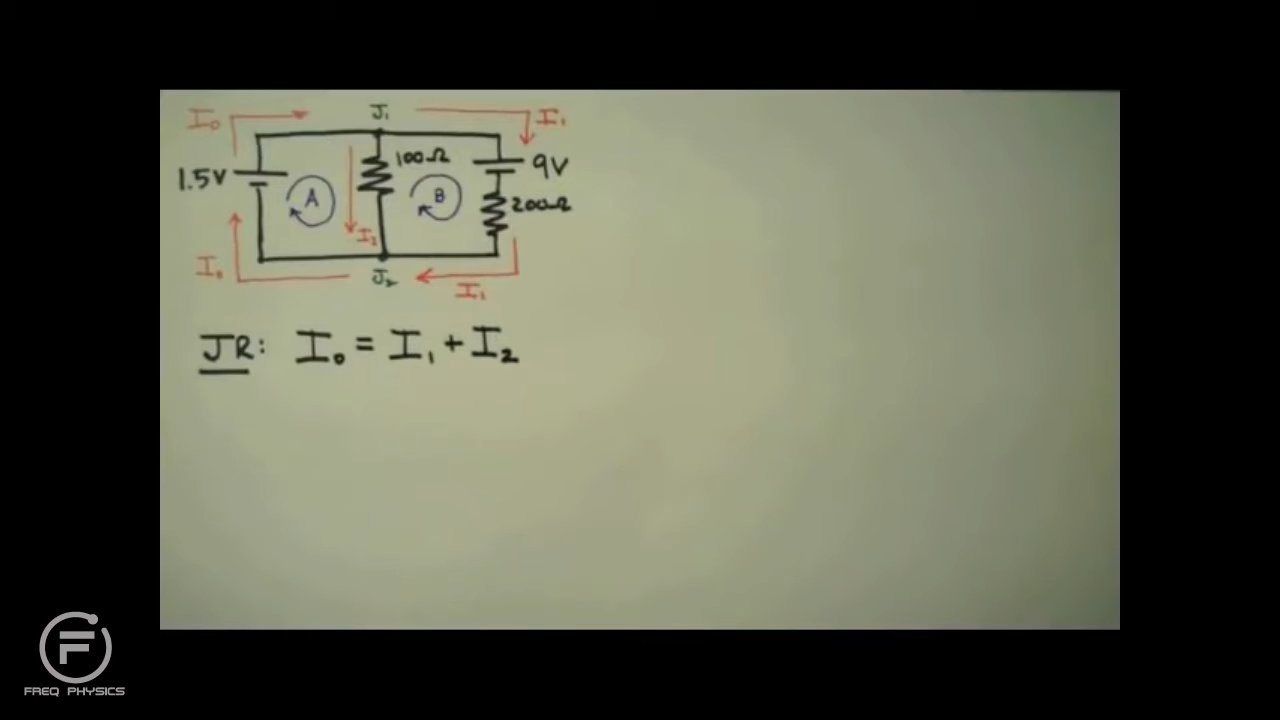 I₀ J₁ I₁
100Ω 9V
1.5V A B 200Ω
I₂
I₀ J₂ I₁
JR: I₀ = I₁ + I₂
FREQ PHYSICS